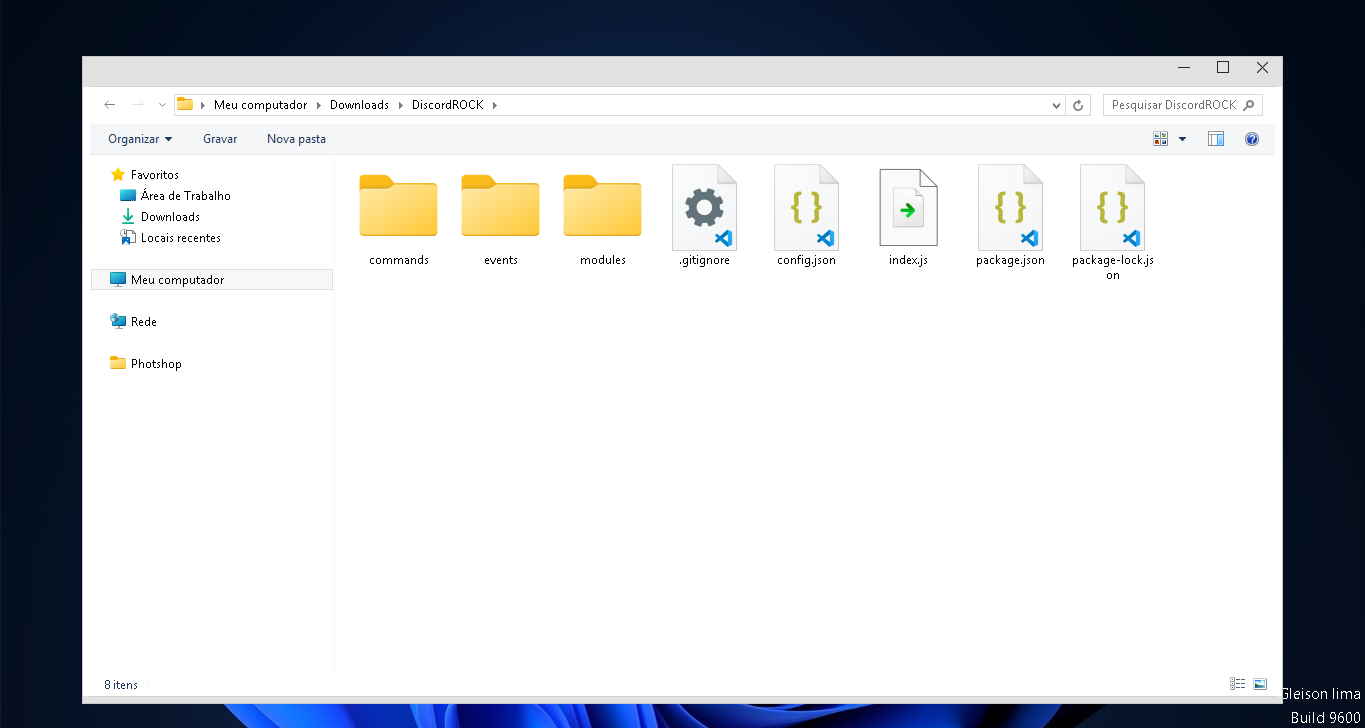 Meu computador Downloads DiscordROCK
Pesquisar DiscordROCK
Organizar Gravar Nova pasta
Favoritos
Área de Trabalho
Downloads
Locais recentes
Meu computador
Rede
Photshop
commands
events
modules
.gitignore
config.json
index.js
package.json
package-lock.js
on
8 itens
Gleison lima
Build 9600